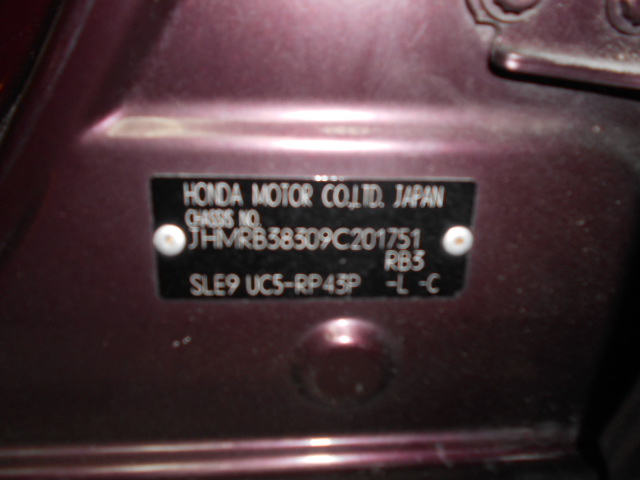 HONDA MOTOR CO.,LTD. JAPAN
CHASSIS NO.
JHMRB38309C201751
RB3
SLE9 UC5-RP43P -L -C